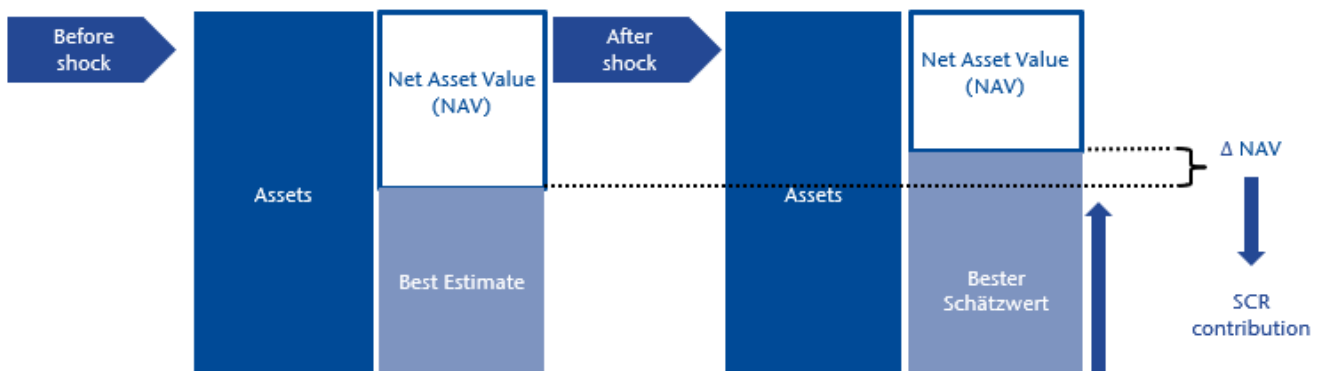 Before
shock
Assets
Net Asset Value
(NAV)
Best Estimate
After
shock
Assets
Net Asset Value
(NAV)
Bester
Schätzwert
Δ NAV
SCR
contribution